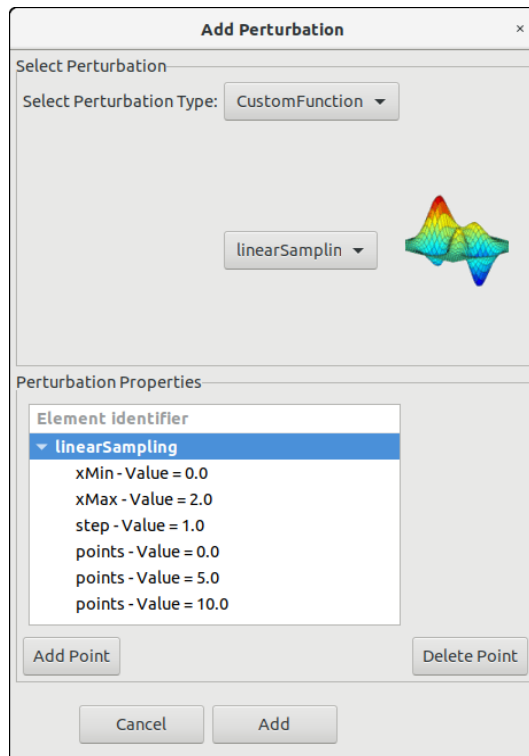 Add Perturbation ×
Select Perturbation
Select Perturbation Type: CustomFunction
linearSamplin
Perturbation Properties
Element identifier
linearSampling
xMin - Value = 0.0
xMax - Value = 2.0
step - Value = 1.0
points - Value = 0.0
points - Value = 5.0
points - Value = 10.0
Add Point Delete Point
Cancel Add